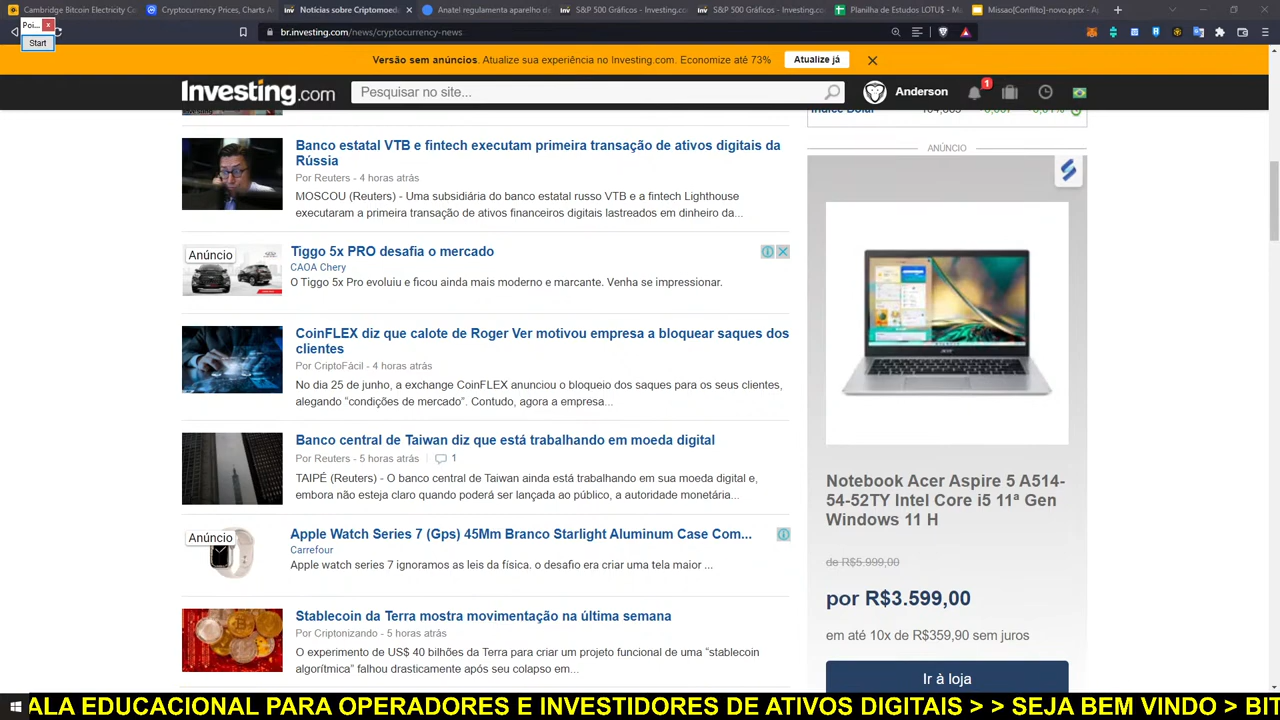 Cambridge Bitcoin Electricity Co
Cryptocurrency Prices, Charts A
Notícias sobre Criptomoed
Anatel regulamenta aparelho de
S&P 500 Gráficos - Investing.co
S&P 500 Gráficos - Investing.co
Planilha de Estudos LOTU$ - M
Missao[Conflito]-novo.pptx - Ap
Poi...
Start
br.investing.com/news/cryptocurrency-news
Versão sem anúncios. Atualize sua experiência no Investing.com. Economize até 73%
Atualize já
Investing.com
Pesquisar no site...
Anderson
1
Índice Dólar
ANÚNCIO
Banco estatal VTB e fintech executam primeira transação de ativos digitais da
Rússia
Por Reuters - 4 horas atrás
MOSCOU (Reuters) - Uma subsidiária do banco estatal russo VTB e a fintech Lighthouse
executaram a primeira transação de ativos financeiros digitais lastreados em dinheiro da...
Anúncio
Tiggo 5x PRO desafia o mercado
CAOA Chery
O Tiggo 5x Pro evoluiu e ficou ainda mais moderno e marcante. Venha se impressionar.
CoinFLEX diz que calote de Roger Ver motivou empresa a bloquear saques dos
clientes
Por CriptoFácil - 4 horas atrás
No dia 25 de junho, a exchange CoinFLEX anunciou o bloqueio dos saques para os seus clientes,
alegando “condições de mercado”. Contudo, agora a empresa...
Banco central de Taiwan diz que está trabalhando em moeda digital
Por Reuters - 5 horas atrás
1
TAIPÉ (Reuters) - O banco central de Taiwan ainda está trabalhando em sua moeda digital e,
embora não esteja claro quando poderá ser lançada ao público, a autoridade monetária...
Anúncio
Apple Watch Series 7 (Gps) 45Mm Branco Starlight Aluminum Case Com...
Carrefour
Apple watch series 7 ignoramos as leis da física. o desafio era criar uma tela maior ...
Stablecoin da Terra mostra movimentação na última semana
Por Criptonizando - 5 horas atrás
O experimento de US$ 40 bilhões da Terra para criar um projeto funcional de uma “stablecoin
algorítmica” falhou drasticamente após seu colapso em...
acer
Notebook Acer Aspire 5 A514-
54-52TY Intel Core i5 11ª Gen
Windows 11 H
de R$5.999,00
por R$3.599,00
em até 10x de R$359,90 sem juros
Ir à loja
ALA EDUCACIONAL PARA OPERADORES E INVESTIDORES DE ATIVOS DIGITAIS > > SEJA BEM VINDO > BIT